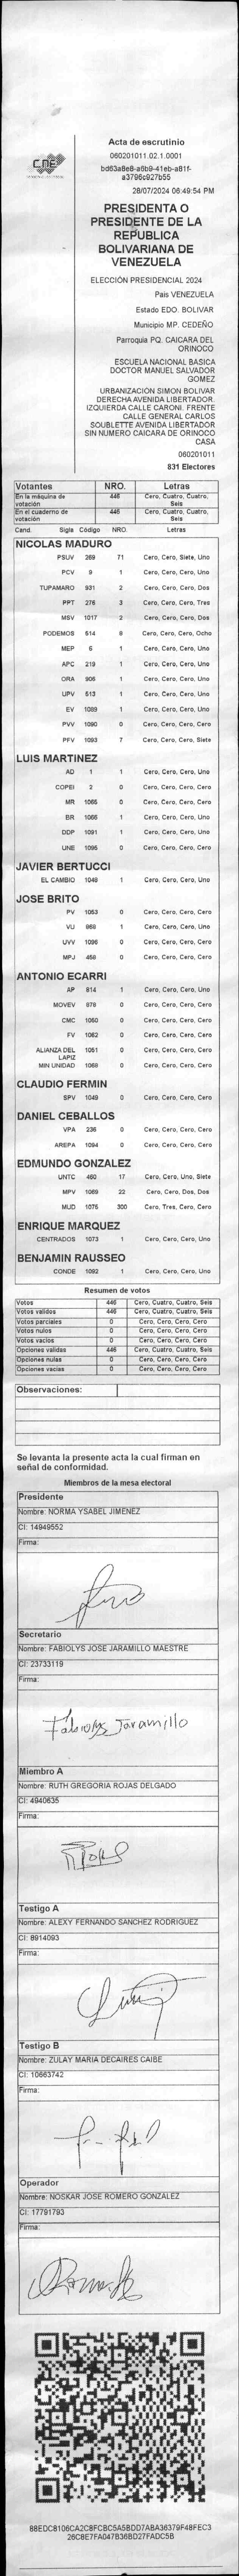 Acta de escrutinio
060201011.02.1.0001
bd63a8e8-a6b9-41eb-a81f-
a3796c927b55
28/07/2024 06:49:54 PM
CNE
PRESIDENTA O
PRESIDENTE DE LA
REPUBLICA
BOLIVARIANA DE
VENEZUELA
ELECCIÓN PRESIDENCIAL 2024
Pais VENEZUELA
Estado EDO. BOLIVAR
Municipio MP. CEDEÑO
Parroquia PQ. CAICARA DEL
ORINOCO
ESCUELA NACIONAL BASICA
DOCTOR MANUEL SALVADOR
GOMEZ
URBANIZACIÓN SIMON BOLIVAR
DERECHA AVENIDA LIBERTADOR.
IZQUIERDA CALLE CARONI. FRENTE
CALLE GENERAL CARLOS
SOUBLETTE AVENIDA LIBERTADOR
SIN NUMERO CAICARA DE ORINOCO
CASA
060201011
831 Electores
Votantes NRO. Letras
En la máquina de votación 446 Cero, Cuatro, Cuatro, Seis
En el cuaderno de votación 446 Cero, Cuatro, Cuatro, Seis
Cand. Sigla Código NRO. Letras
NICOLAS MADURO
PSUV 269 71 Cero, Cero, Siete, Uno
PCV 9 1 Cero, Cero, Cero, Uno
TUPAMARO 931 2 Cero, Cero, Cero, Dos
PPT 276 3 Cero, Cero, Cero, Tres
MSV 1017 2 Cero, Cero, Cero, Dos
PODEMOS 514 8 Cero, Cero, Cero, Ocho
MEP 5 1 Cero, Cero, Cero, Uno
APC 219 1 Cero, Cero, Cero, Uno
ORA 906 1 Cero, Cero, Cero, Uno
UPV 513 1 Cero, Cero, Cero, Uno
EV 1089 1 Cero, Cero, Cero, Uno
PVV 1090 0 Cero, Cero, Cero, Cero
PFV 1093 7 Cero, Cero, Cero, Siete
LUIS MARTINEZ
AD 1 1 Cero, Cero, Cero, Uno
COPEI 2 0 Cero, Cero, Cero, Cero
MR 1065 0 Cero, Cero, Cero, Cero
BR 1066 1 Cero, Cero, Cero, Uno
DDP 1091 1 Cero, Cero, Cero, Uno
UNE 1095 0 Cero, Cero, Cero, Cero
JAVIER BERTUCCI
EL CAMBIO 1048 1 Cero, Cero, Cero, Uno
JOSE BRITO
PV 1053 0 Cero, Cero, Cero, Cero
VU 868 1 Cero, Cero, Cero, Uno
UVV 1096 0 Cero, Cero, Cero, Cero
MPJ 458 0 Cero, Cero, Cero, Cero
ANTONIO ECARRI
AP 814 1 Cero, Cero, Cero, Uno
MOVEV 878 0 Cero, Cero, Cero, Cero
CMC 1050 0 Cero, Cero, Cero, Cero
FV 1062 0 Cero, Cero, Cero, Cero
ALIANZA DEL LAPIZ 1051 0 Cero, Cero, Cero, Cero
MIN UNIDAD 1058 0 Cero, Cero, Cero, Cero
CLAUDIO FERMIN
SPV 1049 0 Cero, Cero, Cero, Cero
DANIEL CEBALLOS
VPA 236 0 Cero, Cero, Cero, Cero
AREPA 1094 0 Cero, Cero, Cero, Cero
EDMUNDO GONZALEZ
UNTC 460 17 Cero, Cero, Uno, Siete
MPV 1069 22 Cero, Cero, Dos, Dos
MUD 1075 300 Cero, Tres, Cero, Cero
ENRIQUE MARQUEZ
CENTRADOS 1073 1 Cero, Cero, Cero, Uno
BENJAMIN RAUSSEO
CONDE 1092 1 Cero, Cero, Cero, Uno
Resumen de votos
Votos 446 Cero, Cuatro, Cuatro, Seis
Votos validos 446 Cero, Cuatro, Cuatro, Seis
Votos parciales 0 Cero, Cero, Cero, Cero
Votos nulos 0 Cero, Cero, Cero, Cero
Votos vacios 0 Cero, Cero, Cero, Cero
Opciones validas 446 Cero, Cuatro, Cuatro, Seis
Opciones nulas 0 Cero, Cero, Cero, Cero
Opciones vacias 0 Cero, Cero, Cero, Cero
Observaciones:
Se levanta la presente acta la cual firman en
señal de conformidad.
Miembros de la mesa electoral
Presidente
Nombre: NORMA YSABEL JIMENEZ
CI: 14949552
Firma:
Secretario
Nombre: FABIOLYS JOSE JARAMILLO MAESTRE
CI: 23733119
Firma:
Fabiolys Jaramillo
Miembro A
Nombre: RUTH GREGORIA ROJAS DELGADO
CI: 4940635
Firma:
Testigo A
Nombre: ALEXY FERNANDO SANCHEZ RODRIGUEZ
CI: 8914093
Firma:
Testigo B
Nombre: ZULAY MARIA DECAIRES CAIBE
CI: 10663742
Firma:
Operador
Nombre: NOSKAR JOSE ROMERO GONZALEZ
CI: 17791793
Firma:
88EDC8106CA2C8FCBC5A5BDD7ABA36379F48FEC3
26C8E7FA047B36BD27FADC5B